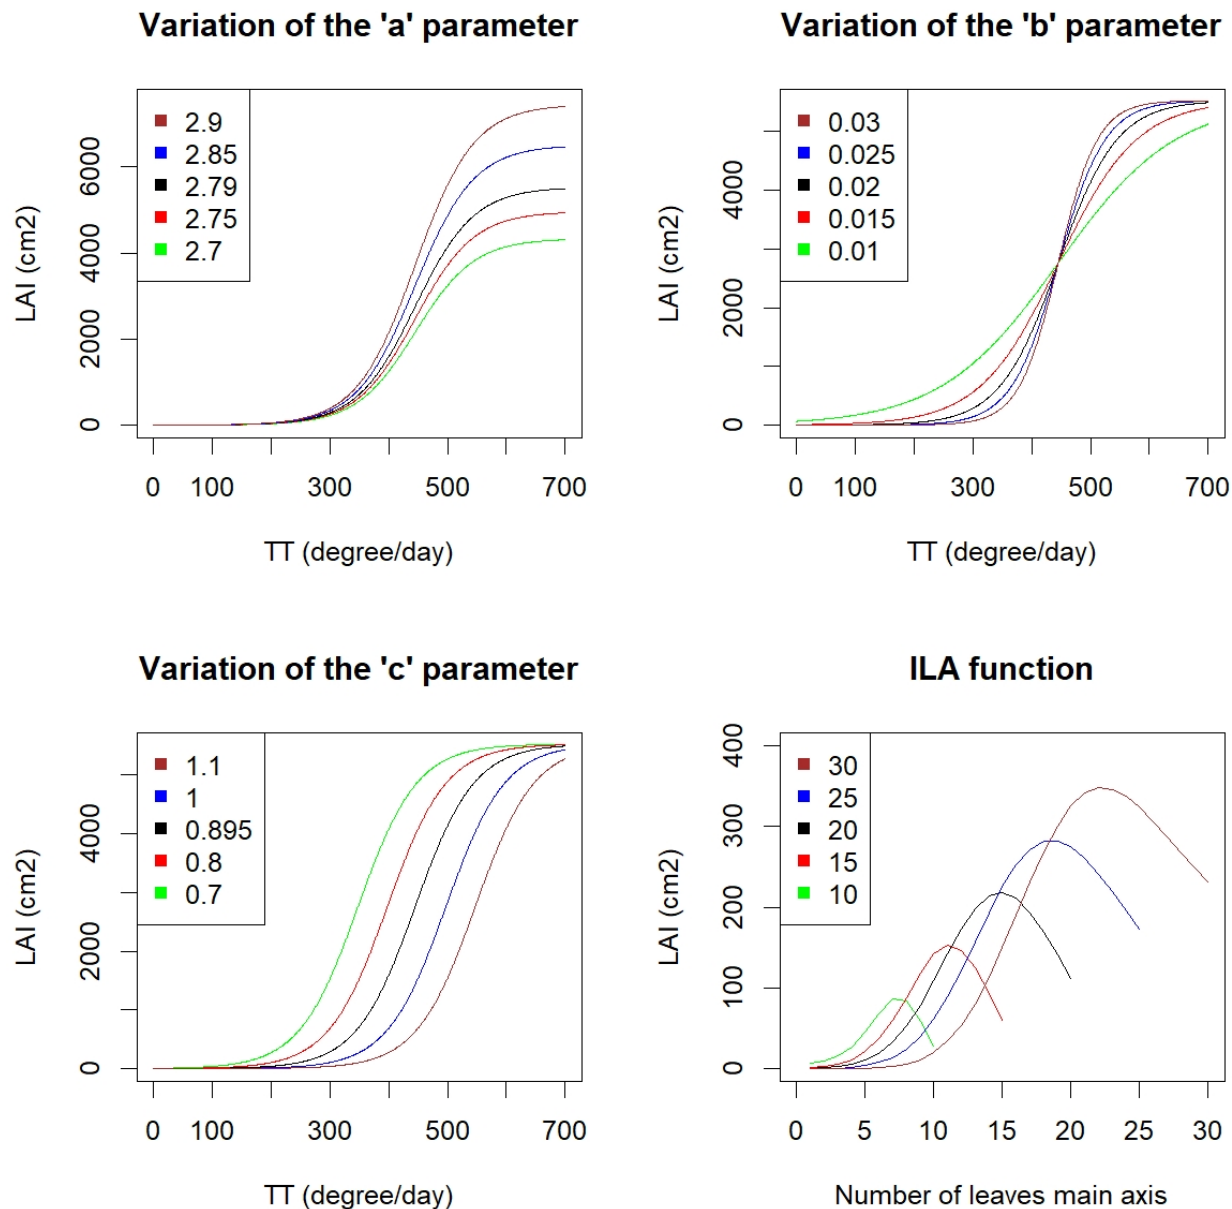 Variation of the 'a' parameter
2.9
2.85
2.79
2.75
2.7
LAI (cm2)
0
2000
4000
6000
0 100 300 500 700
TT (degree/day)
Variation of the 'b' parameter
0.03
0.025
0.02
0.015
0.01
LAI (cm2)
0
2000
4000
0 100 300 500 700
TT (degree/day)
Variation of the 'c' parameter
1.1
1
0.895
0.8
0.7
LAI (cm2)
0
2000
4000
0 100 300 500 700
TT (degree/day)
ILA function
30
25
20
15
10
LAI (cm2)
0
100
200
300
400
0 5 10 15 20 25 30
Number of leaves main axis